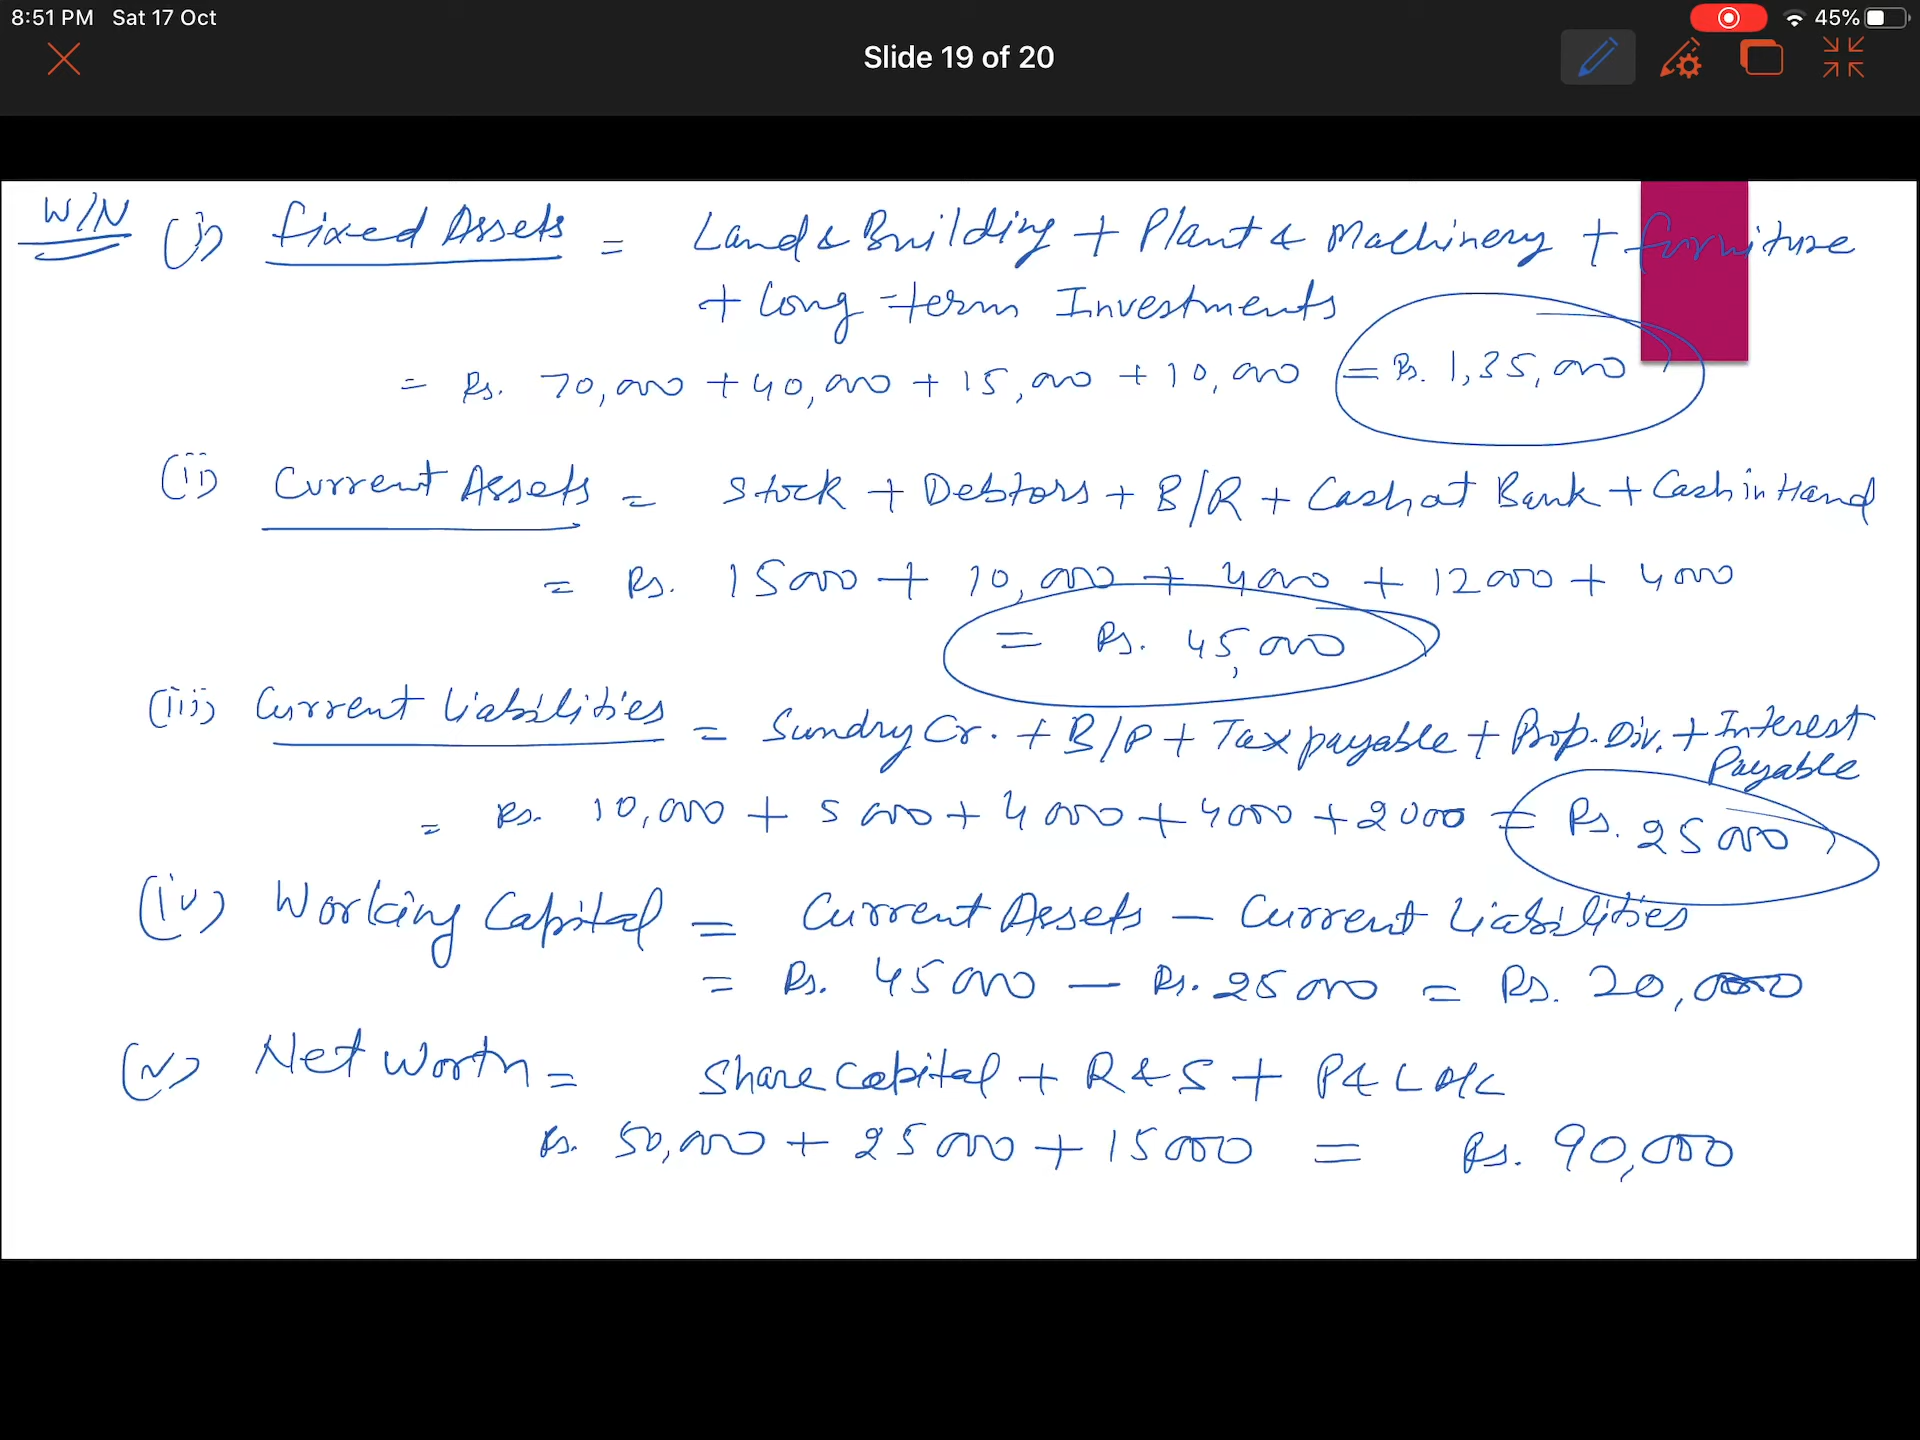 8:51 PM Sat 17 Oct 45%
Slide 19 of 20
W/N (i) Fixed Assets = Land & Building + Plant & Machinery + furniture
+ Long-term Investments
= Rs. 70,000 + 40,000 + 15,000 + 10,000 = Rs. 1,35,000
(ii) Current Assets = Stock + Debtors + B/R + Cash at Bank + Cash in Hand
= Rs. 15000 + 10,000 + 4000 + 12000 + 4000
= Rs. 45,000
(iii) Current Liabilities = Sundry Cr. + B/P + Tax payable + Prop. Div. + Interest
Payable
= Rs. 10,000 + 5000 + 4000 + 4000 + 2000 = Rs. 25000
(iv) Working Capital = Current Assets - Current Liabilities
= Rs. 45000 - Rs. 25000 = Rs. 20,000
(v) Net Worth = Share Capital + R & S + P & L A/c
Rs. 50,000 + 25000 + 15000 = Rs. 90,000